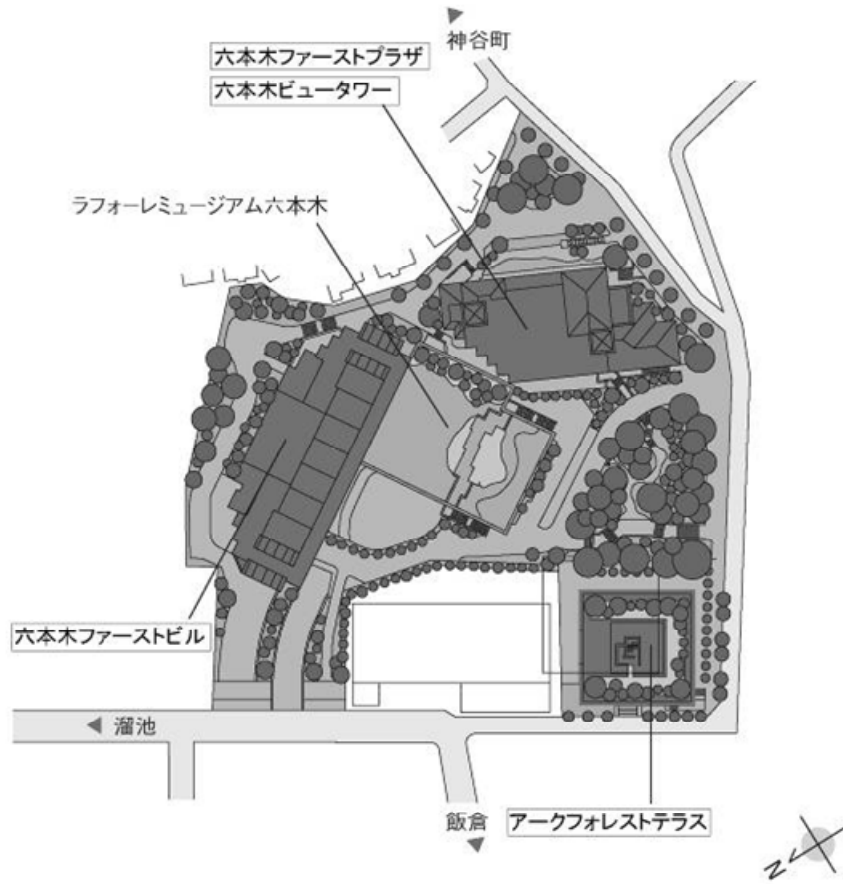 神谷町
六本木ファーストプラザ
六本木ビュータワー
ラフォーレミュージアム六本木
六本木ファーストビル
溜池
飯倉
アークフォレストテラス
N